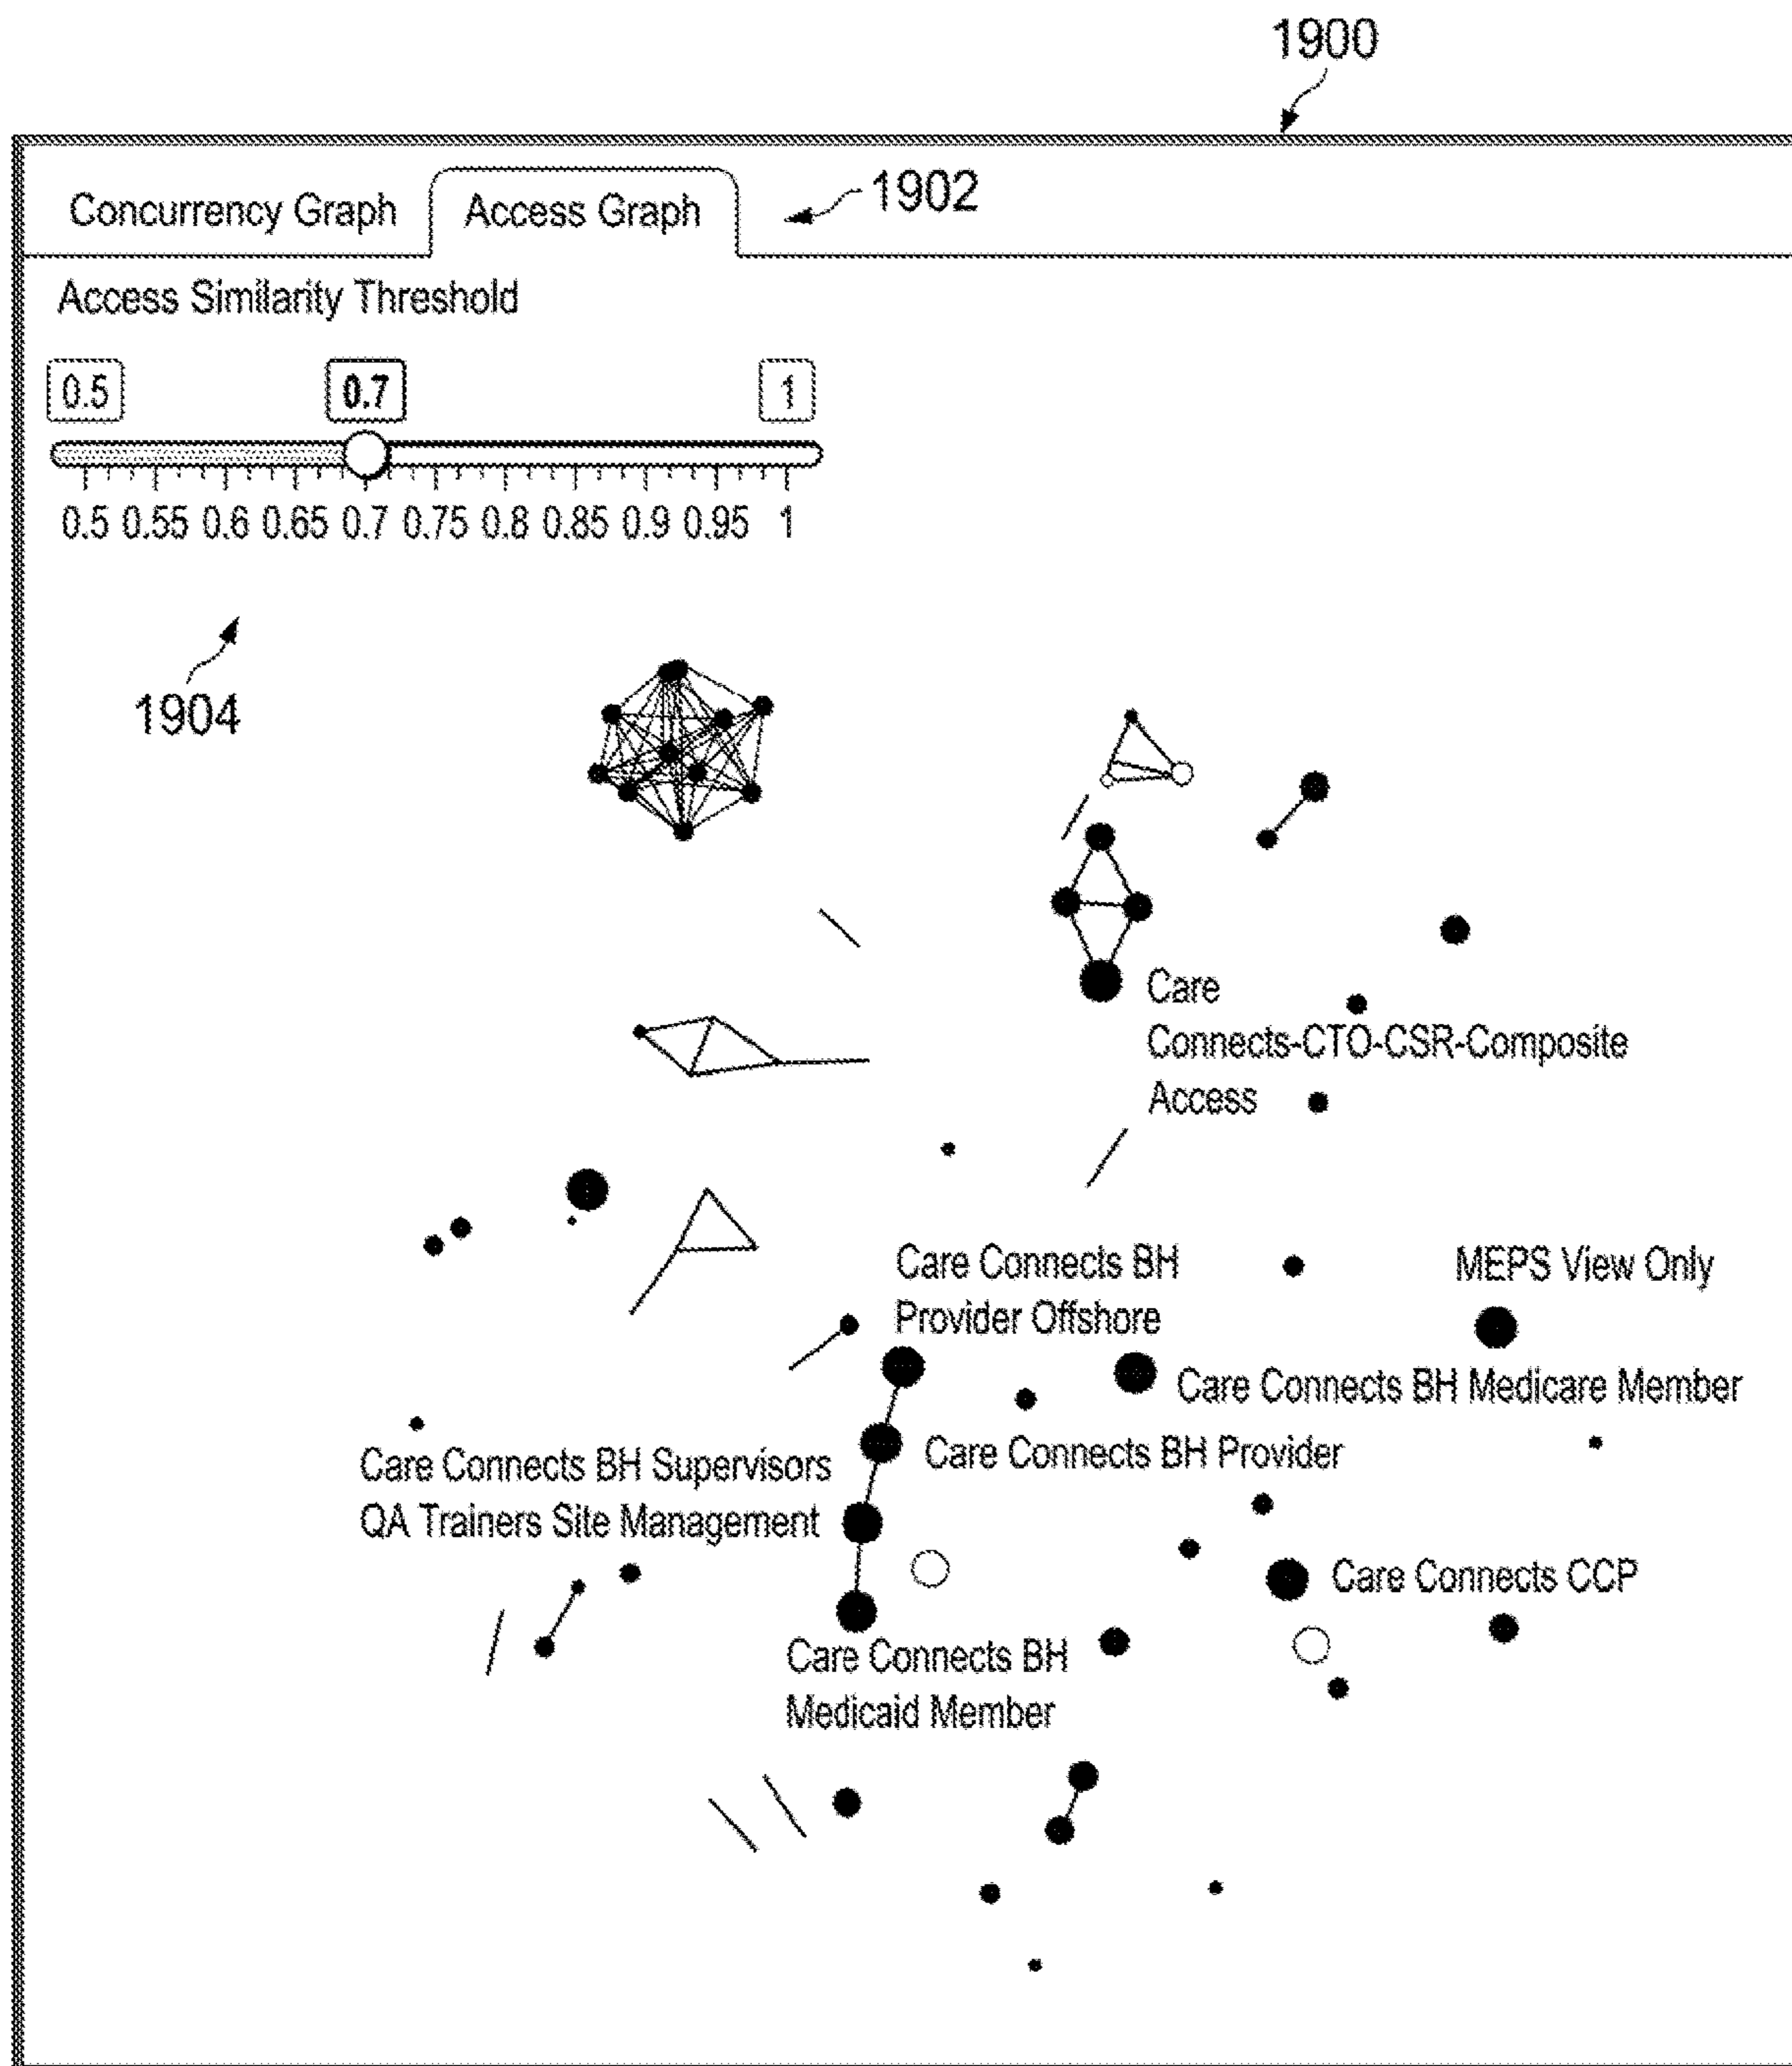 1900
Concurrency Graph
Access Graph
1902
Access Similarity Threshold
0.5
0.7
1
0.5 0.55 0.6 0.65 0.7 0.75 0.8 0.85 0.9 0.95 1
1904
Care
Connects-CTO-CSR-Composite
Access
Care Connects BH
Provider Offshore
MEPS View Only
Care Connects BH Medicare Member
Care Connects BH Provider
Care Connects BH Supervisors
QA Trainers Site Management
Care Connects CCP
Care Connects BH
Medicaid Member